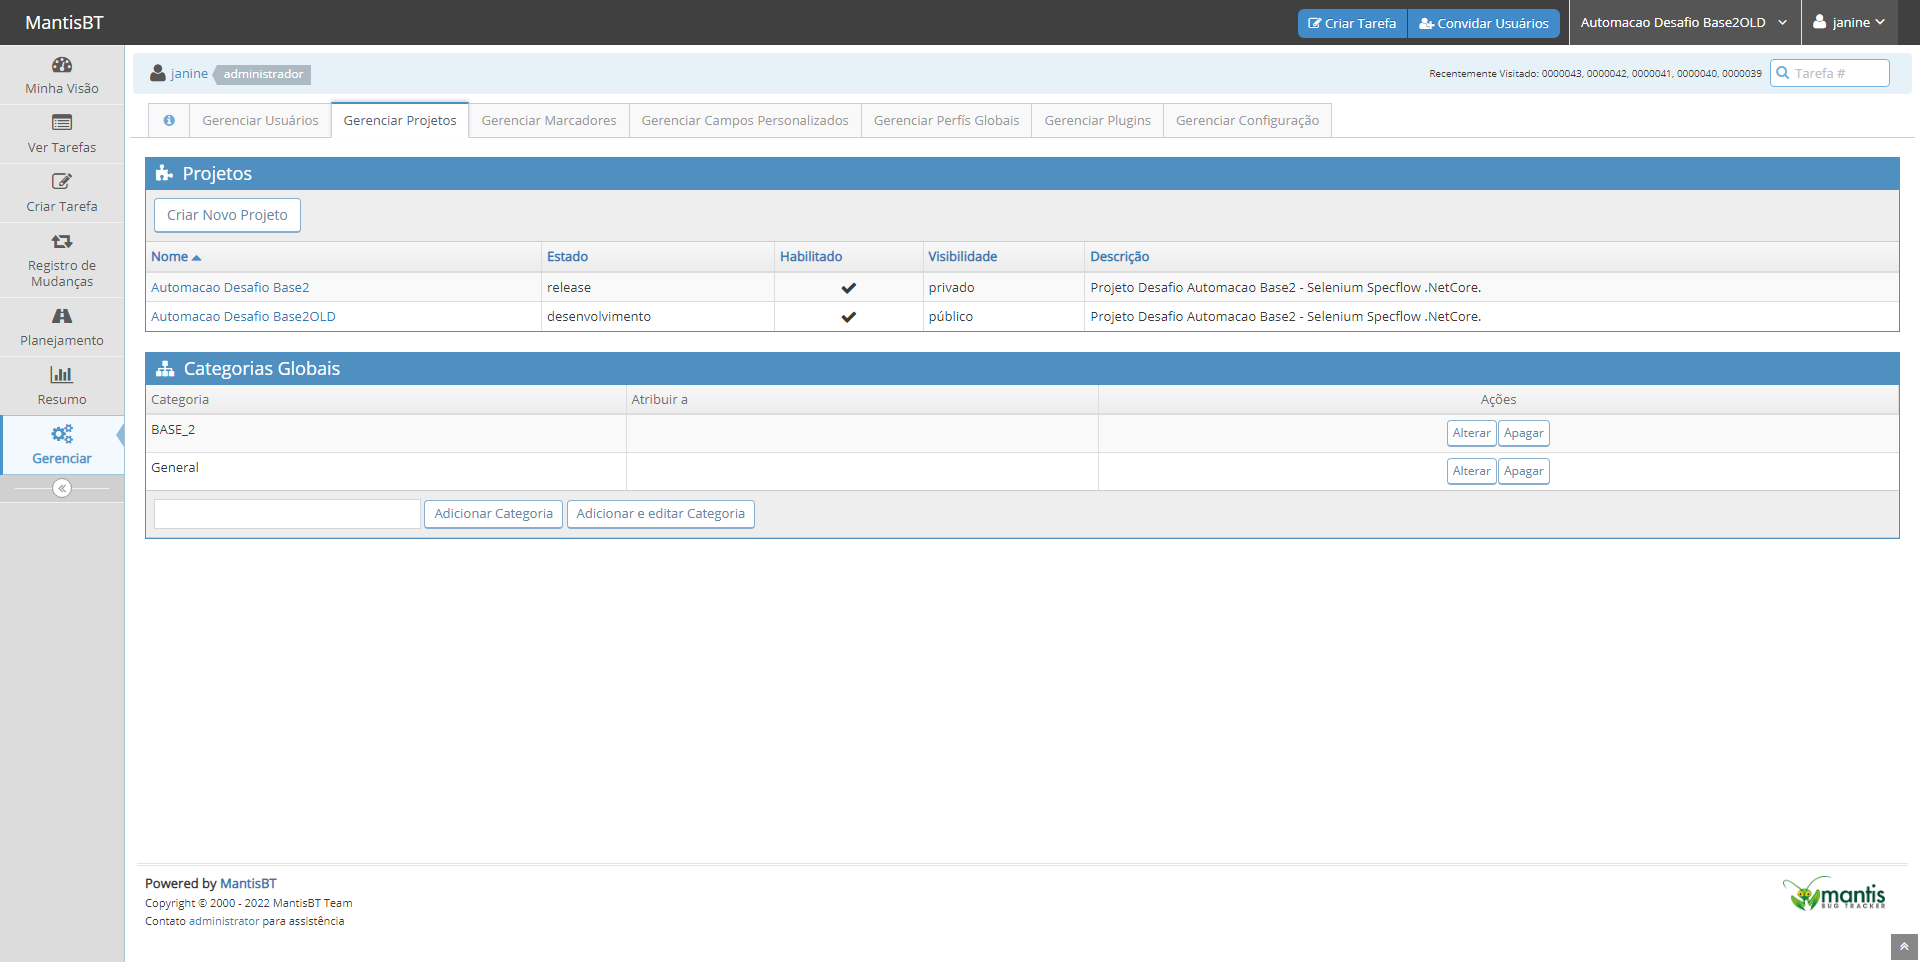 MantisBT
Criar Tarefa Convidar Usuários Automacao Desafio Base2OLD janine
Minha Visão
Ver Tarefas
Criar Tarefa
Registro de
Mudanças
Planejamento
Resumo
Gerenciar
janine administrador
Recentemente Visitado: 0000043, 0000042, 0000041, 0000040, 0000039 Tarefa #
Gerenciar Usuários Gerenciar Projetos Gerenciar Marcadores Gerenciar Campos Personalizados Gerenciar Perfís Globais Gerenciar Plugins Gerenciar Configuração
Projetos
Criar Novo Projeto
Nome Estado Habilitado Visibilidade Descrição
Automacao Desafio Base2 release privado Projeto Desafio Automacao Base2 - Selenium Specflow .NetCore.
Automacao Desafio Base2OLD desenvolvimento público Projeto Desafio Automacao Base2 - Selenium Specflow .NetCore.
Categorias Globais
Categoria Atribuir a Ações
BASE_2 Alterar Apagar
General Alterar Apagar
Adicionar Categoria Adicionar e editar Categoria
Powered by MantisBT
Copyright © 2000 - 2022 MantisBT Team
Contato administrator para assistência
mantis
BUG TRACKER